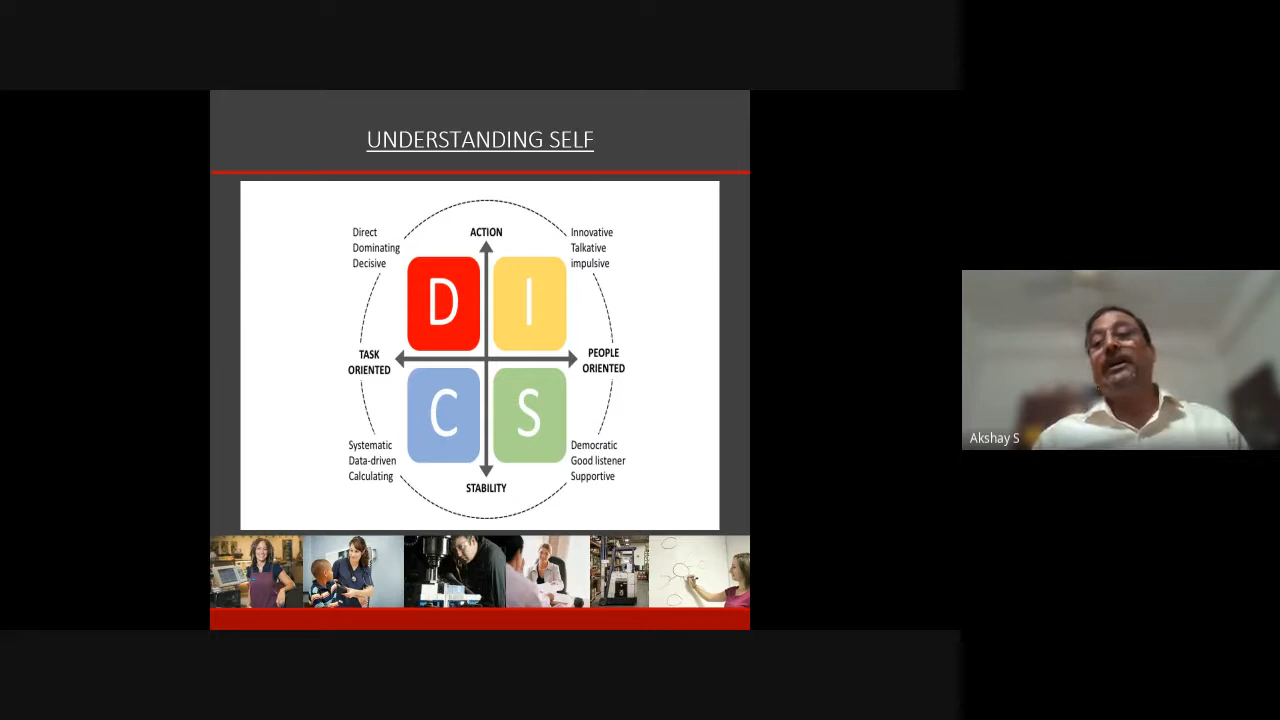 UNDERSTANDING SELF
Direct
Dominating
Decisive
ACTION
Innovative
Talkative
impulsive
D
I
TASK
ORIENTED
PEOPLE
ORIENTED
C
S
Systematic
Data-driven
Calculating
STABILITY
Democratic
Good listener
Supportive
Akshay S